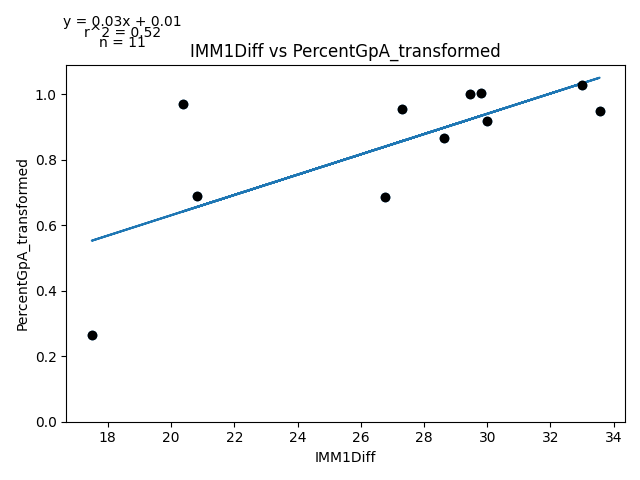 y = 0.03x + 0.01
r^2 = 0.52
n = 11
IMM1Diff vs PercentGpA_transformed
1.0
0.8
0.6
0.4
0.2
0.0
PercentGpA_transformed
18 20 22 24 26 28 30 32 34
IMM1Diff